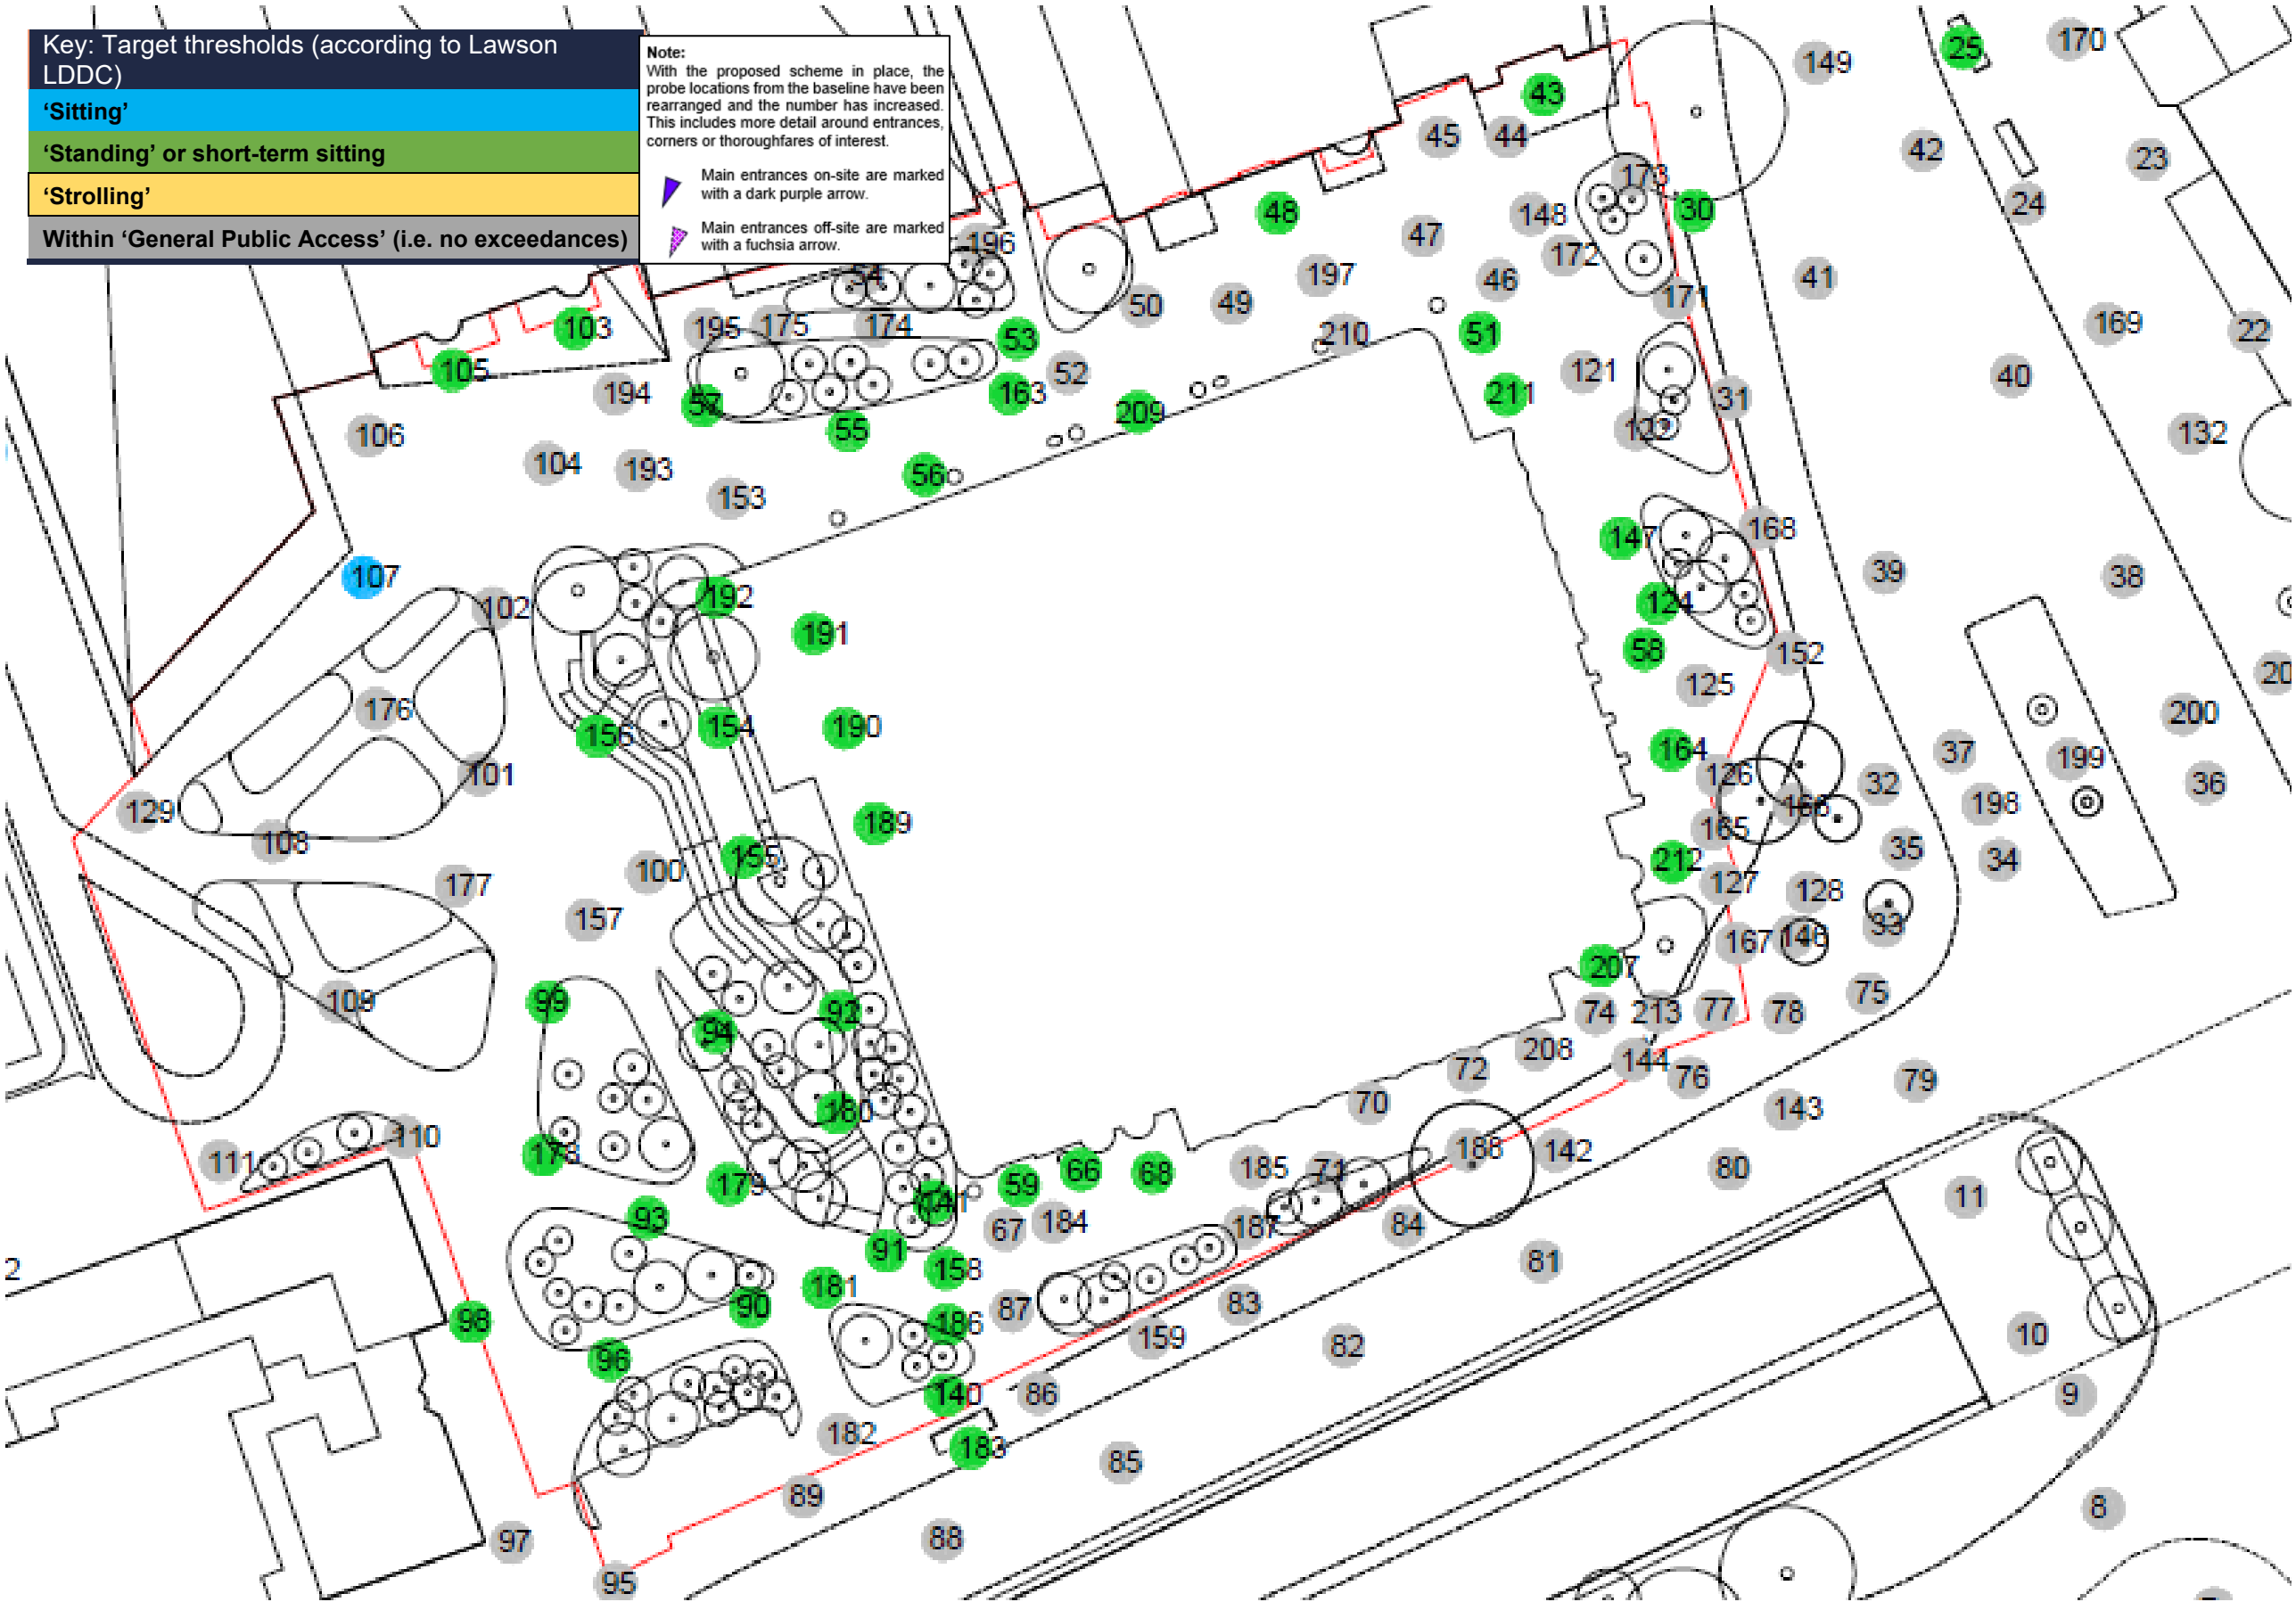 Key: Target thresholds (according to Lawson
LDDC)
'Sitting'
'Standing' or short-term sitting
'Strolling'
Within 'General Public Access' (i.e. no exceedances)
Note:
With the proposed scheme in place, the
probe locations from the baseline have been
rearranged and the number has increased.
This includes more detail around entrances,
corners or thoroughfares of interest.
Main entrances on-site are marked
with a dark purple arrow.
Main entrances off-site are marked
with a fuchsia arrow.
25 170
149
43
45 44 42 23
173
24
48 148 30
196 47 172
54 197 46 41
50 49 171
103 195 175 174 53 210 51 169 22
105 194 52 121 40
57 163 209 211 31
106 55 122 132
104 193 56
153 168
147
107 39 38
102 192 124
191 58 152
125 20
176 156 154 190 200
164 37 199
101 126 32 36
129 108 189 166 198
165 35 34
155 212
177 100 127 128
157 33
167 146
207
109 99 92 74 213 77 78 75
94 208 144
72 76 79
180 70 143
110 188 142
111 178 185 71 80
179 59 66 68
141 11
93 67 184 187 84
91 158 81
2 181
98 90 186 87 83 10
96 159 82
140 86 9
182
183 85
89 8
97 88
95